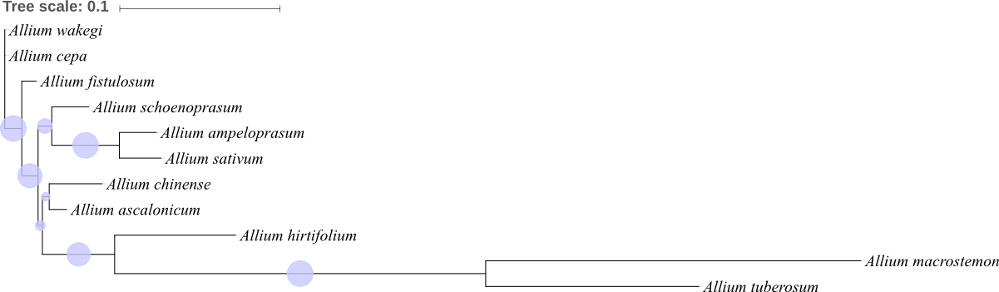 Tree scale: 0.1
Allium wakegi
Allium cepa
Allium fistulosum
Allium schoenoprasum
Allium ampeloprasum
Allium sativum
Allium chinense
Allium ascalonicum
Allium hirtifolium
Allium macrostemon
Allium tuberosum